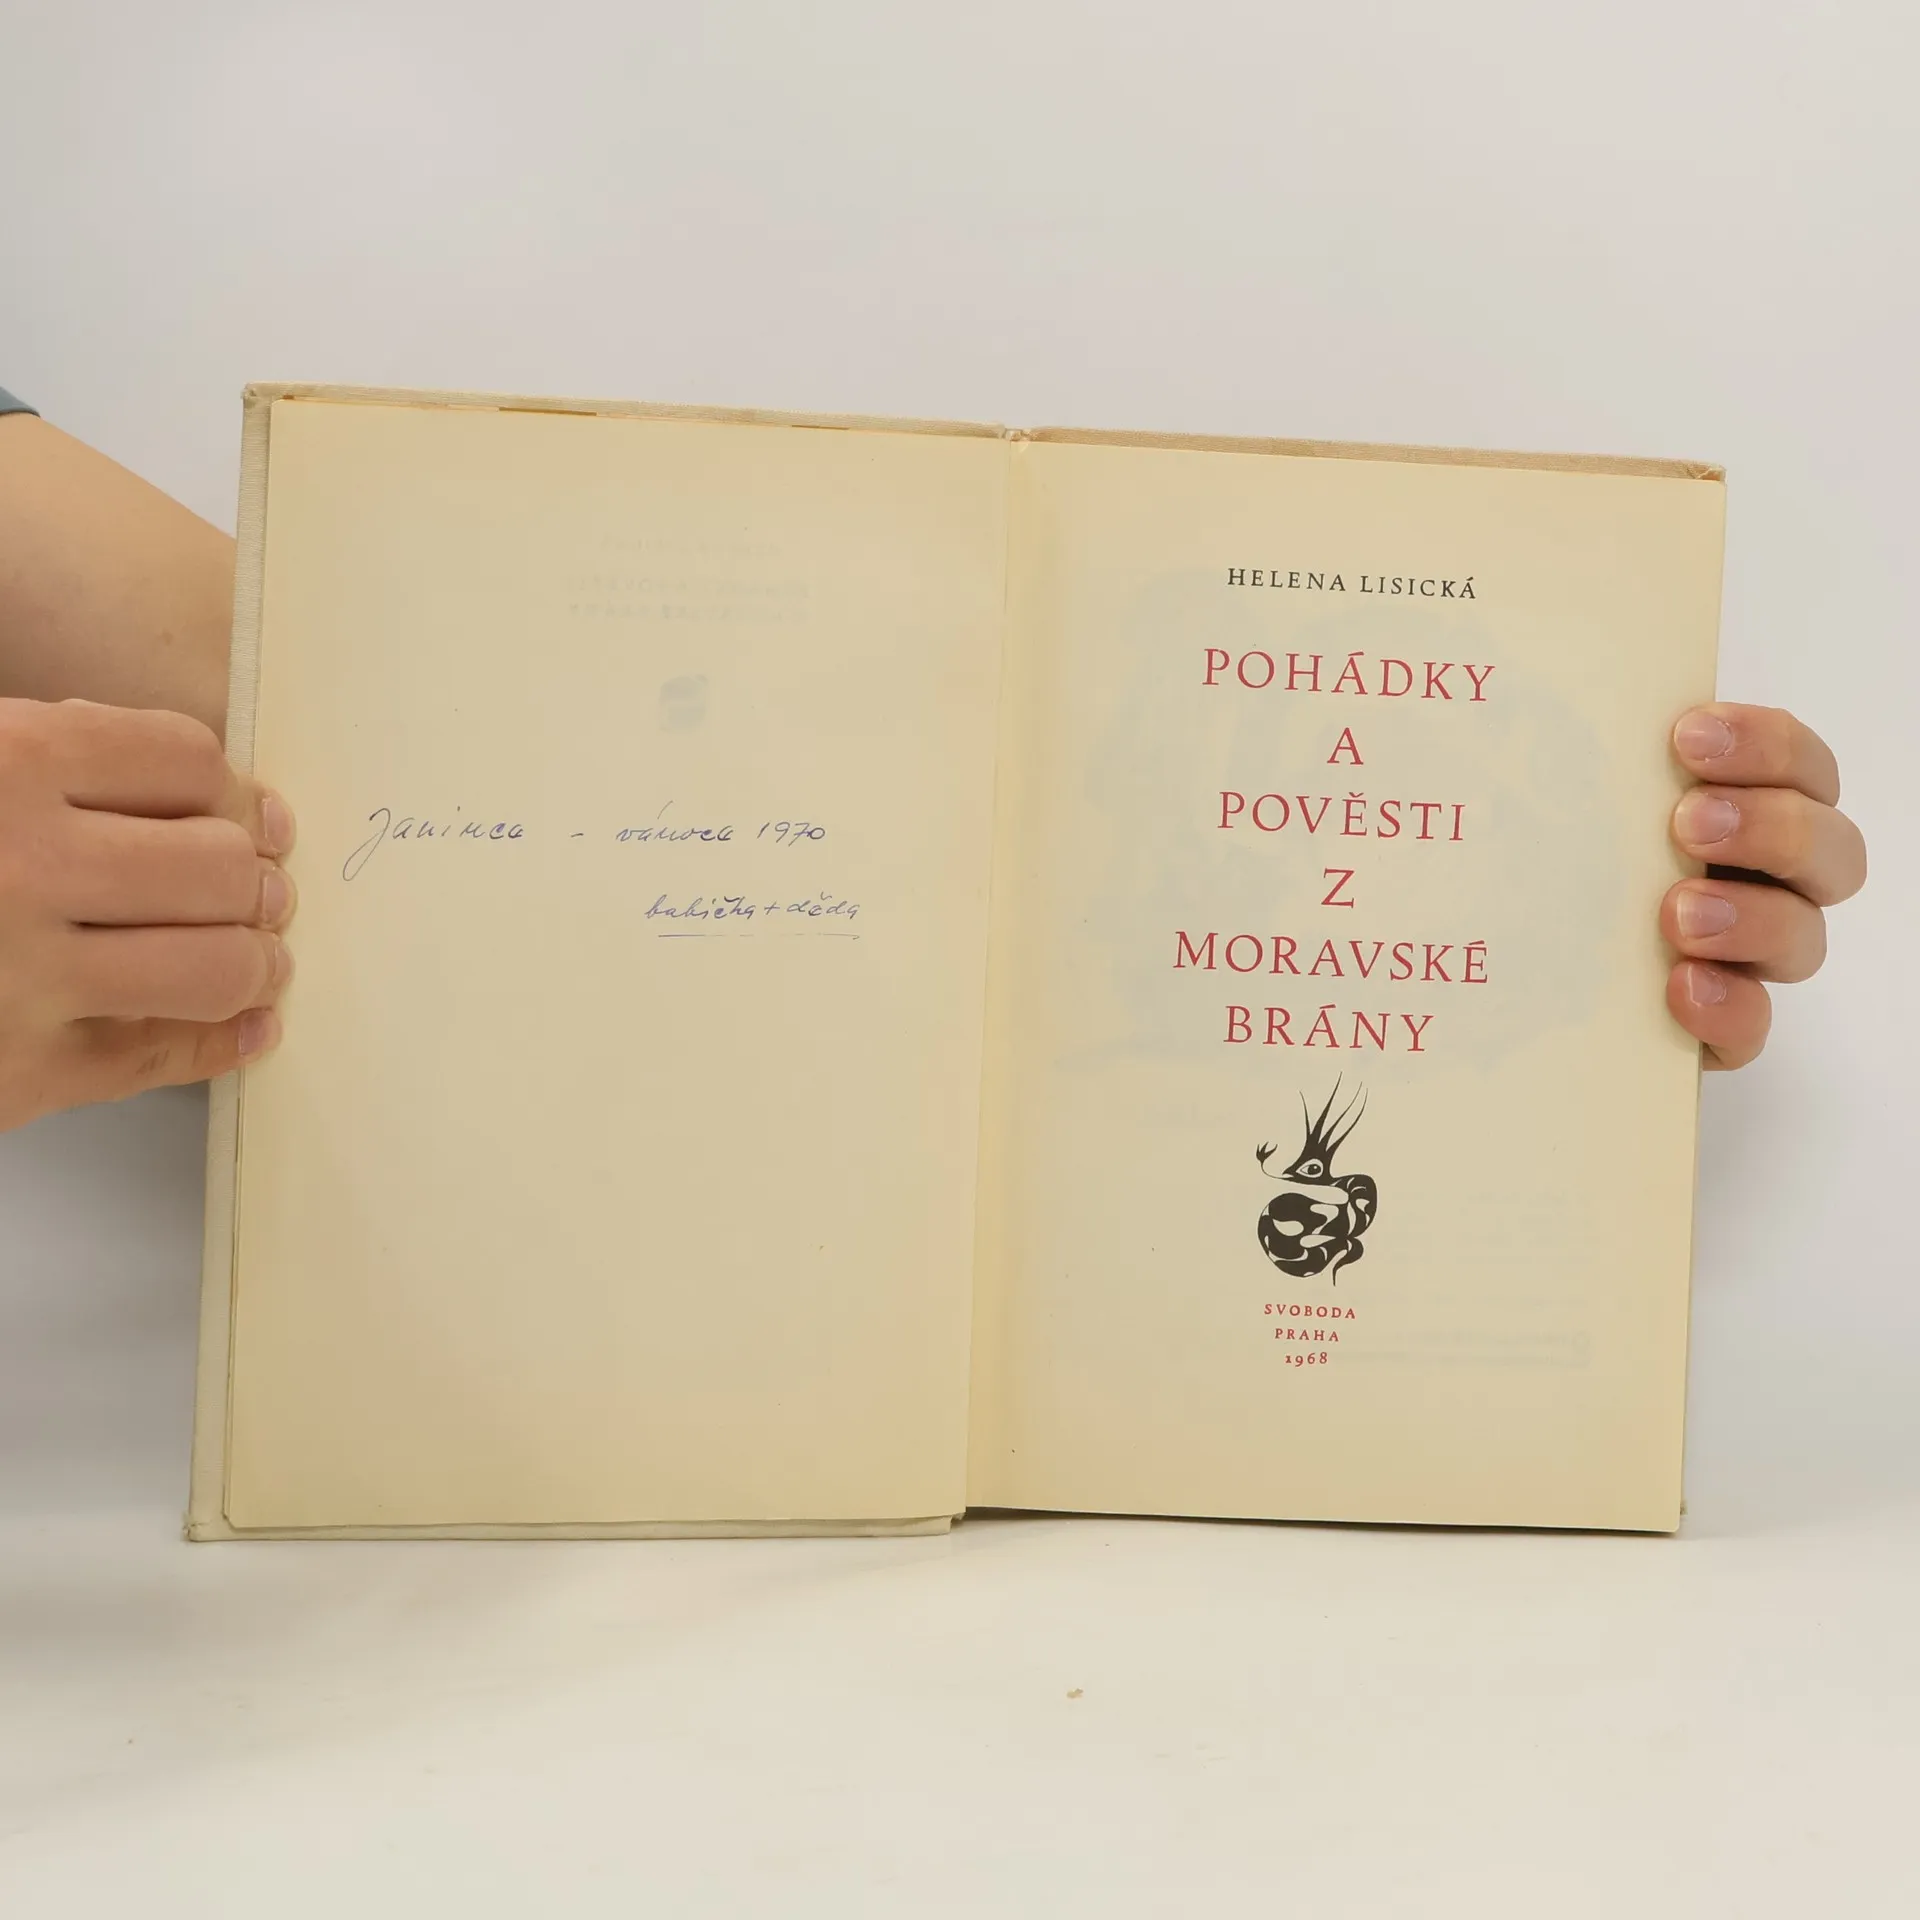 Janinca - vánoce 1970
babička + děda
HELENA LISICKÁ
POHÁDKY
A
POVĚSTI
Z
MORAVSKÉ
BRÁNY
SVOBODA
PRAHA
1968